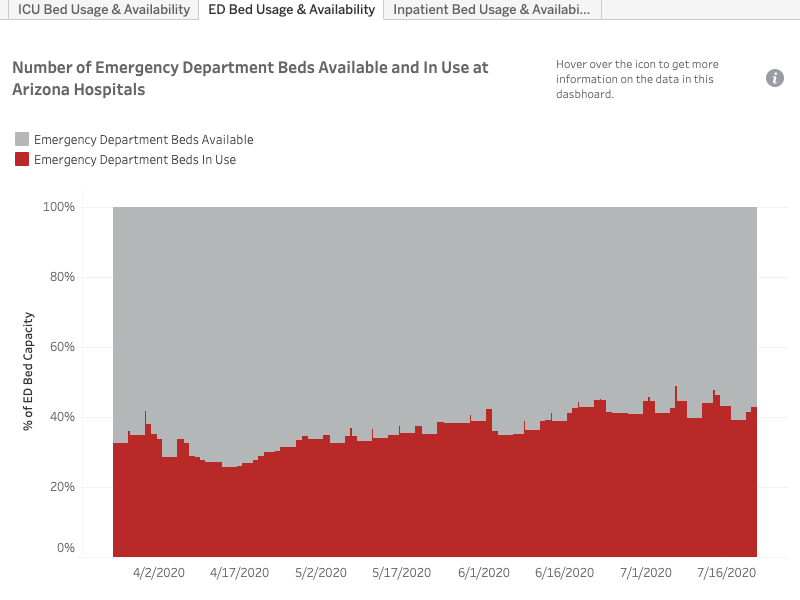 ICU Bed Usage & Availability
ED Bed Usage & Availability
Inpatient Bed Usage & Availabi...
Number of Emergency Department Beds Available and In Use at
Arizona Hospitals
Hover over the icon to get more
information on the data in this
dasbhoard.
i
Emergency Department Beds Available
Emergency Department Beds In Use
% of ED Bed Capacity
100%
80%
60%
40%
20%
0%
4/2/2020
4/17/2020
5/2/2020
5/17/2020
6/1/2020
6/16/2020
7/1/2020
7/16/2020